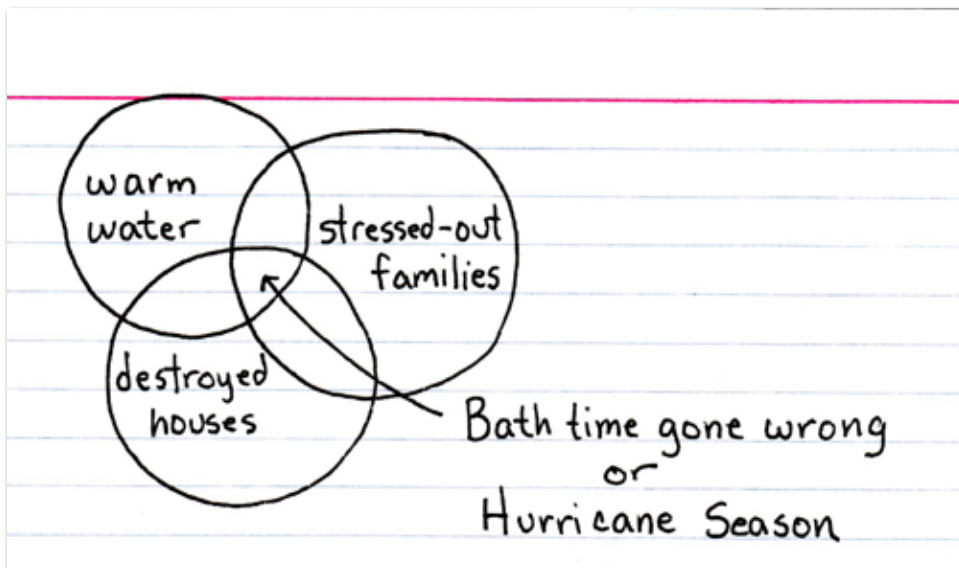 warm
water
stressed-out
families
destroyed
houses
Bath time gone wrong
or
Hurricane Season